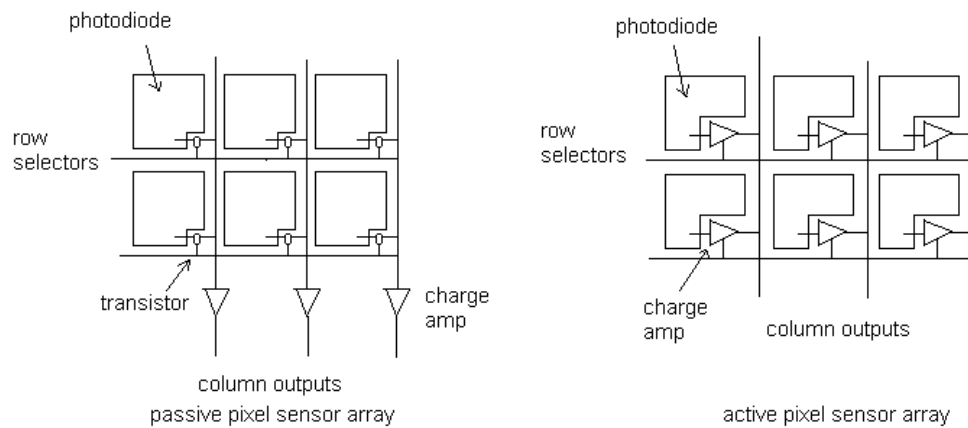 photodiode
row
selectors
transistor
charge
amp
column outputs
passive pixel sensor array
photodiode
row
selectors
charge
amp
column outputs
active pixel sensor array